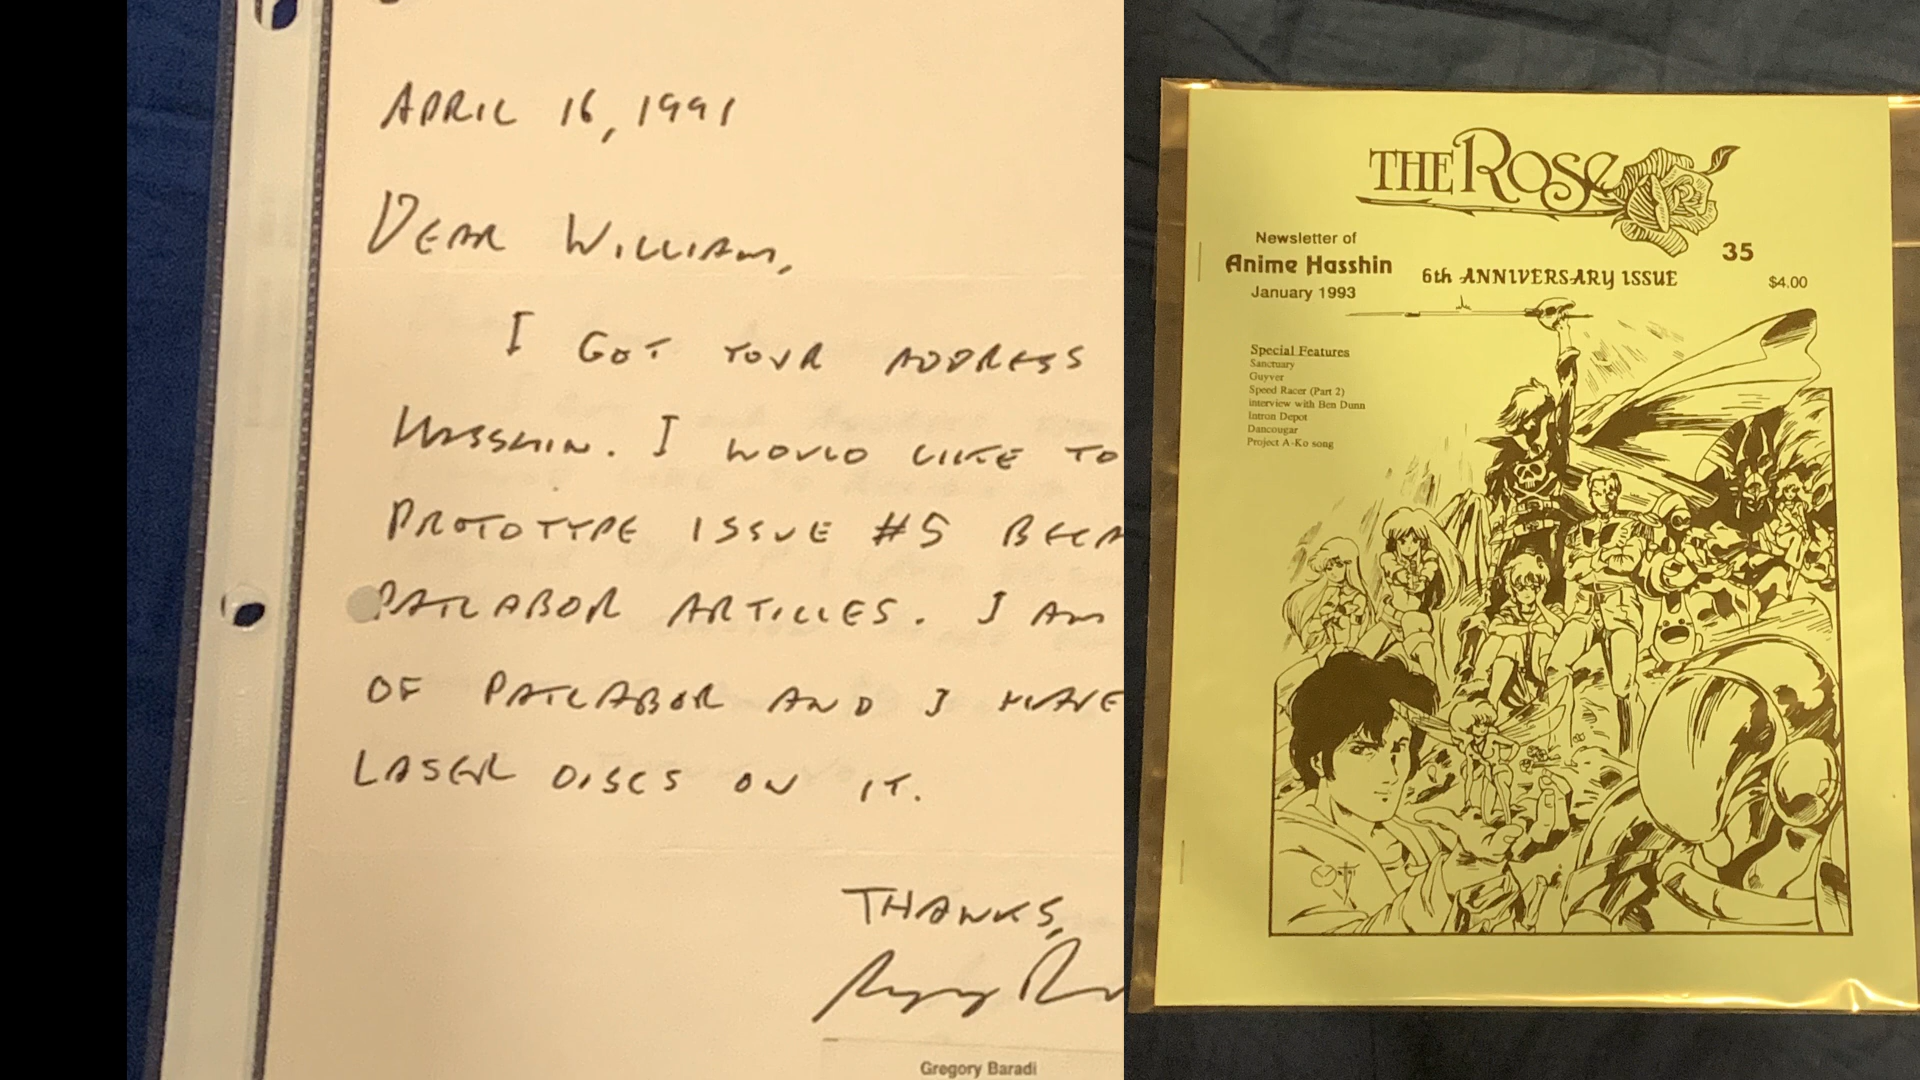 APRIL 16, 1991
DEAR WILLIAM,
I GOT YOUR ADDRESS
HASSHIN. I WOULD LIKE TO
PROTOTYPE ISSUE #5 BECA
PATLABOR ARTICLES. I AM
OF PATLABOR AND I HAVE
LASER DISCS ON IT.
THANKS,
Gregory Baradi
THE ROSE
Newsletter of
Anime Hasshin
January 1993
6th ANNIVERSARY ISSUE
35
$4.00
Special Features
Sanctuary
Guyver
Speed Racer (Part 2)
interview with Ben Dunn
Intron Depot
Dancougar
Project A-Ko song